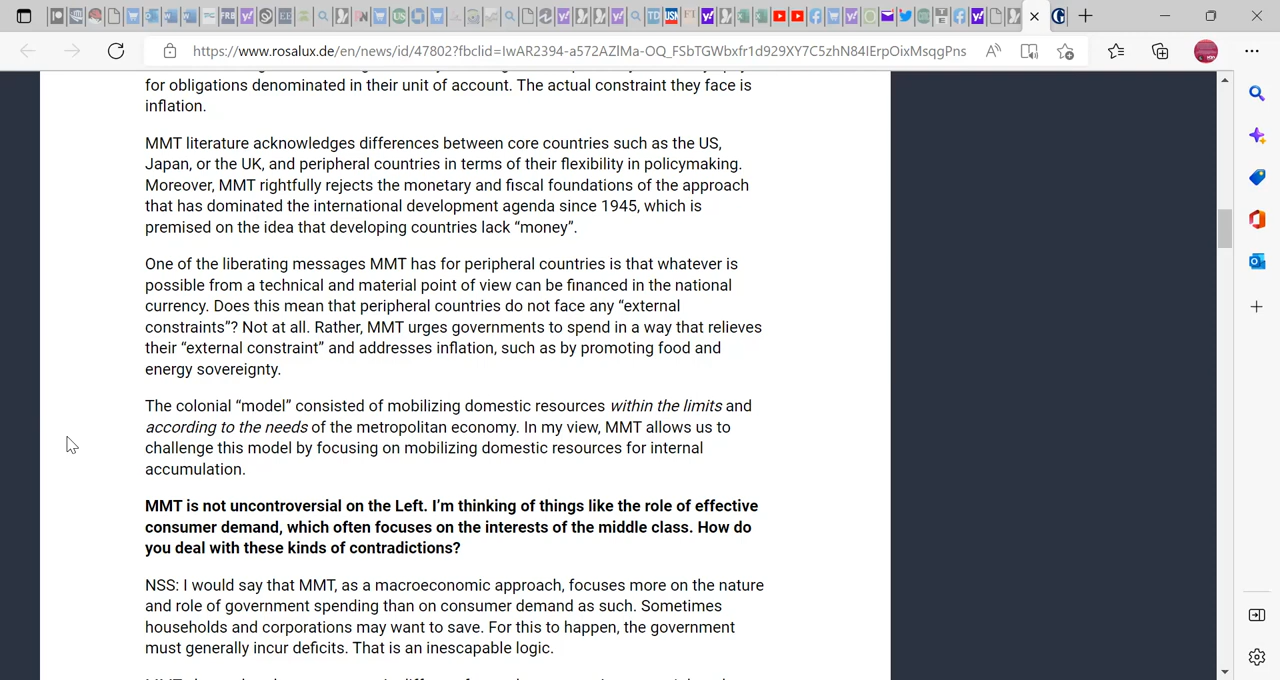 https://www.rosalux.de/en/news/id/47802?fbclid=IwAR2394-a572AZIMa-OQ_FSbTGWbxfr1d929XY7C5zhN84IErpOixMsqgPns
for obligations denominated in their unit of account. The actual constraint they face is
inflation.
MMT literature acknowledges differences between core countries such as the US,
Japan, or the UK, and peripheral countries in terms of their flexibility in policymaking.
Moreover, MMT rightfully rejects the monetary and fiscal foundations of the approach
that has dominated the international development agenda since 1945, which is
premised on the idea that developing countries lack “money”.
One of the liberating messages MMT has for peripheral countries is that whatever is
possible from a technical and material point of view can be financed in the national
currency. Does this mean that peripheral countries do not face any “external
constraints”? Not at all. Rather, MMT urges governments to spend in a way that relieves
their “external constraint” and addresses inflation, such as by promoting food and
energy sovereignty.
The colonial “model” consisted of mobilizing domestic resources within the limits and
according to the needs of the metropolitan economy. In my view, MMT allows us to
challenge this model by focusing on mobilizing domestic resources for internal
accumulation.
MMT is not uncontroversial on the Left. I’m thinking of things like the role of effective
consumer demand, which often focuses on the interests of the middle class. How do
you deal with these kinds of contradictions?
NSS: I would say that MMT, as a macroeconomic approach, focuses more on the nature
and role of government spending than on consumer demand as such. Sometimes
households and corporations may want to save. For this to happen, the government
must generally incur deficits. That is an inescapable logic.